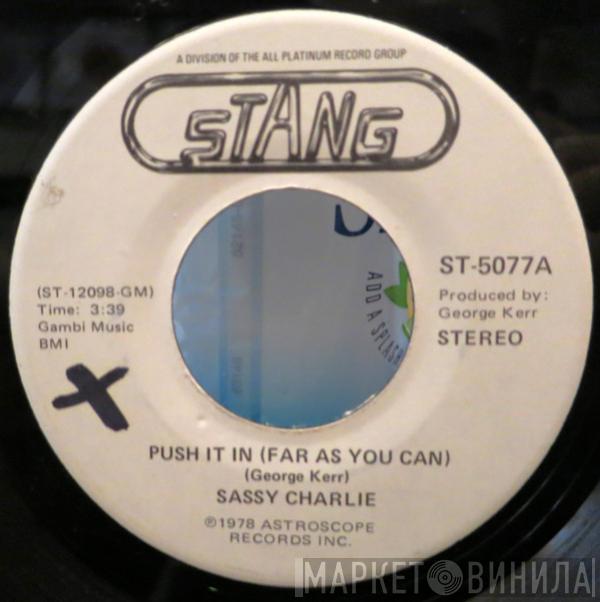 A DIVISION OF THE ALL PLATINUM RECORD GROUP
STANG
ST-5077A
Produced by:
George Kerr
STEREO
(ST-12098-GM)
Time: 3:39
Gambi Music
BMI
X
ADD A SPLASH
PUSH IT IN (FAR AS YOU CAN)
(George Kerr)
SASSY CHARLIE
℗1978 ASTROSCOPE
RECORDS INC.
МАРКЕТ ВИНИЛА